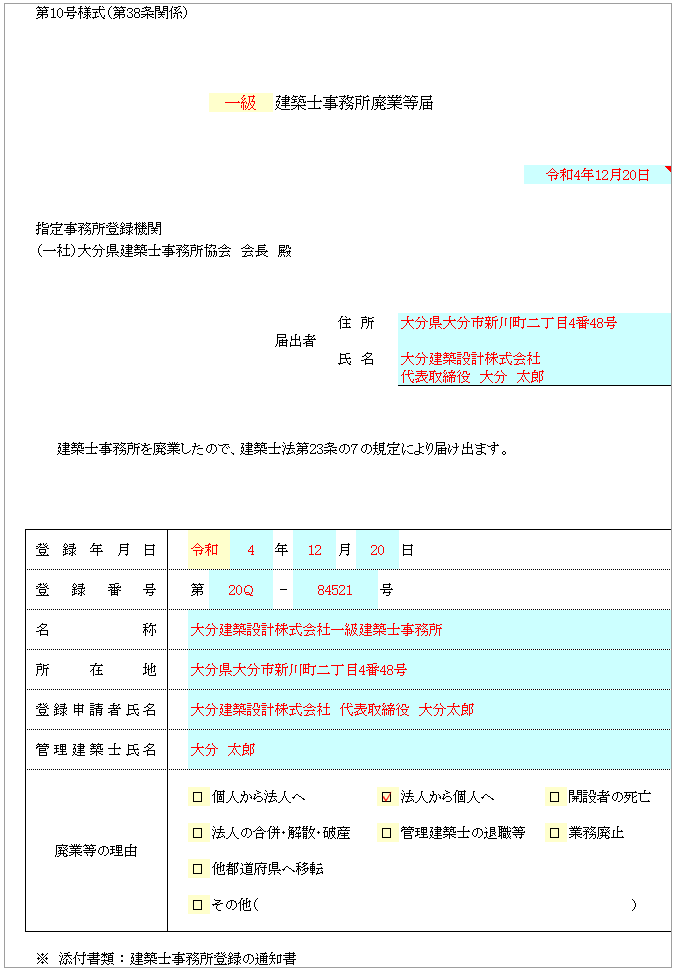 第10号様式(第38条関係)
一級 建築士事務所廃業等届
令和4年12月20日
指定事務所登録機関
(一社)大分県建築士事務所協会 会長 殿
届出者
住 所 大分県大分市新川町二丁目4番48号
氏 名 大分建築設計株式会社
代表取締役 大分 太郎
建築士事務所を廃業したので、建築士法第23条の7の規定により届け出ます。
登録年月日 令和 4 年 12 月 20 日
登録番号 第 20Q - 84521 号
名称 大分建築設計株式会社一級建築士事務所
所在地 大分県大分市新川町二丁目4番48号
登録申請者氏名 大分建築設計株式会社 代表取締役 大分太郎
管理建築士氏名 大分 太郎
廃業等の理由
□ 個人から法人へ ☑ 法人から個人へ □ 開設者の死亡
□ 法人の合併・解散・破産 □ 管理建築士の退職等 □ 業務廃止
□ 他都道府県へ移転
□ その他( )
※ 添付書類:建築士事務所登録の通知書